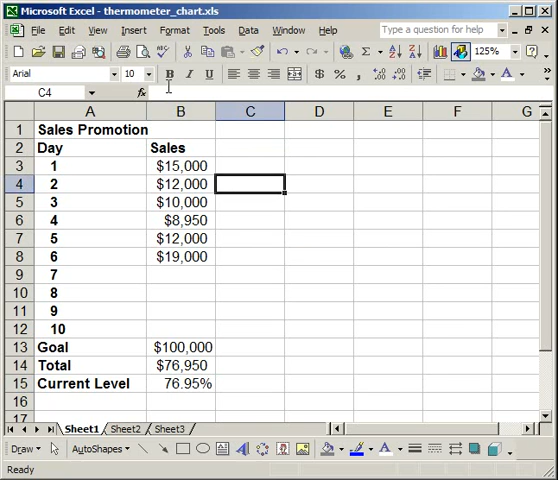 Microsoft Excel - thermometer_chart.xls
File Edit View Insert Format Tools Data Window Help Type a question for help
Σ 125%
Arial 10 B I U $ % ,
C4 fx
A B C D E F G
1 Sales Promotion
2 Day Sales
3 1 $15,000
4 2 $12,000
5 3 $10,000
6 4 $8,950
7 5 $12,000
8 6 $19,000
9 7
10 8
11 9
12 10
13 Goal $100,000
14 Total $76,950
15 Current Level 76.95%
16
17
Sheet1 Sheet2 Sheet3
Draw AutoShapes
Ready